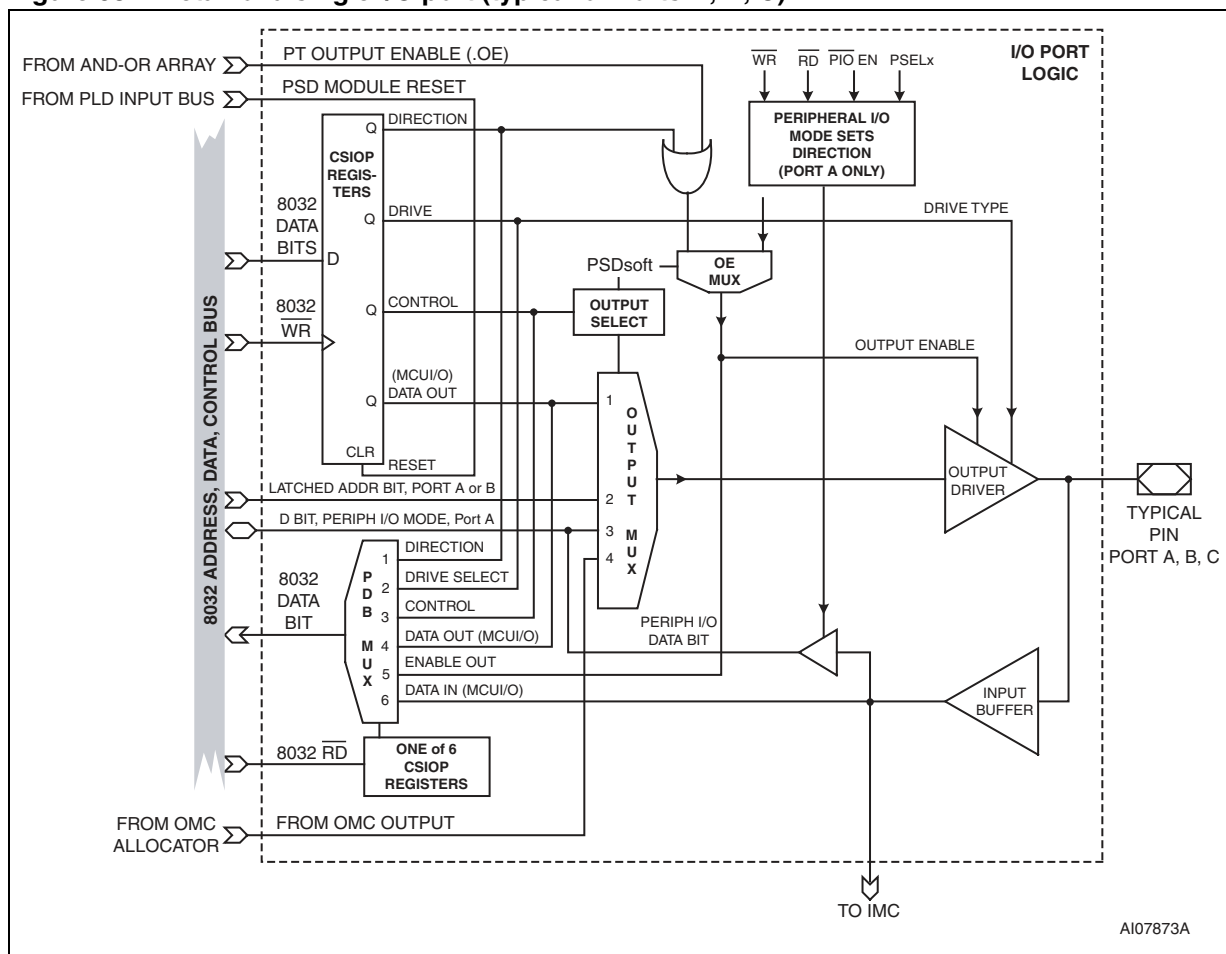 FROM AND-OR ARRAY
PT OUTPUT ENABLE (.OE)
WR
RD
PIO EN
PSELx
I/O PORT
LOGIC
FROM PLD INPUT BUS
PSD MODULE RESET
PERIPHERAL I/O
MODE SETS
DIRECTION
(PORT A ONLY)
8032 ADDRESS, DATA, CONTROL BUS
CSIOP
REGIS-
TERS
Q
DIRECTION
8032
DATA
BITS
D
Q
DRIVE
DRIVE TYPE
PSDsoft
OE
MUX
8032
WR
Q
CONTROL
OUTPUT
SELECT
OUTPUT ENABLE
(MCUI/O)
Q
DATA OUT
1
OUTPUT MUX
CLR
RESET
OUTPUT
DRIVER
LATCHED ADDR BIT, PORT A or B
2
D BIT, PERIPH I/O MODE, Port A
3
4
TYPICAL
PIN
PORT A, B, C
8032
DATA
BIT
PDB MUX
1
DIRECTION
2
DRIVE SELECT
3
CONTROL
4
DATA OUT (MCUI/O)
5
ENABLE OUT
6
DATA IN (MCUI/O)
PERIPH I/O
DATA BIT
INPUT
BUFFER
8032 RD
ONE of 6
CSIOP
REGISTERS
FROM OMC
ALLOCATOR
FROM OMC OUTPUT
TO IMC
AI07873A